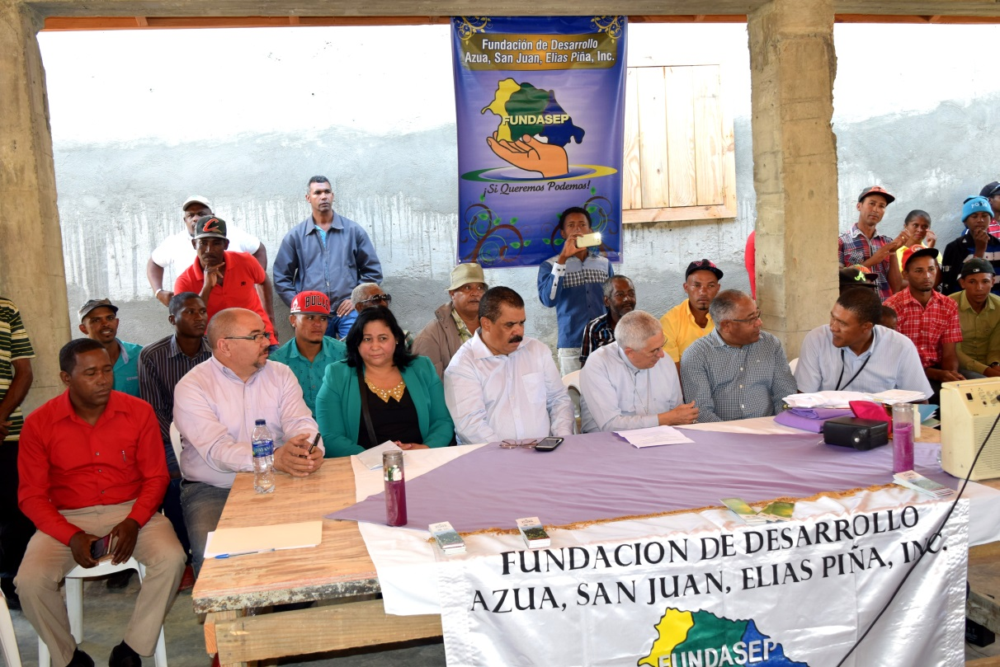 Fundación de Desarrollo
Azua, San Juan, Elias Piña, Inc.
FUNDASEP
¡Si Queremos Podemos!
BULLS
FUNDACION DE DESARROLLO
AZUA, SAN JUAN, ELIAS PIÑA, INC.
FUNDASEP